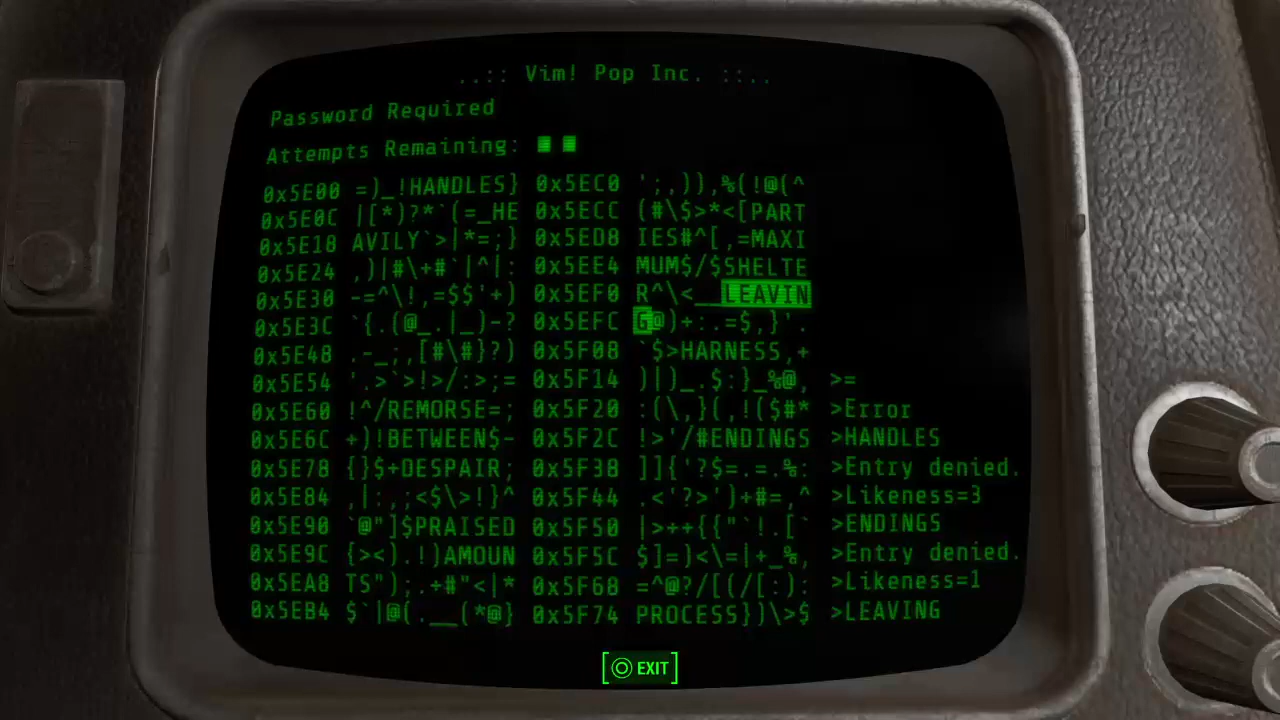 ..:: Vim! Pop Inc. ::..
Password Required
Attempts Remaining: ■ ■
0x5E00 =)_!HANDLES} 0x5EC0 ';,)),%(!@(^
0x5E0C |[*)?*`(=_HE 0x5ECC (#\$>*<[PART
0x5E18 AVILY`>|*=;} 0x5ED8 IES#^[,=MAXI
0x5E24 ,)|#\+#`|^|: 0x5EE4 MUM$/$SHELTE
0x5E30 -=^\!,=$$'+) 0x5EF0 R^\<__LEAVIN
0x5E3C `{.(@_.|_)-? 0x5EFC G@)+:.=$,}'.
0x5E48 .-_;,[#\#}?) 0x5F08 `$>HARNESS,+
0x5E54 '.>`>!>/:>;= 0x5F14 )|)_.$:}_%@, >=
0x5E60 !^/REMORSE=; 0x5F20 :(\,}(,!($#* >Error
0x5E6C +)!BETWEEN$- 0x5F2C !>'/#ENDINGS >HANDLES
0x5E78 {}$+DESPAIR; 0x5F38 ]]{'?$=.=.%: >Entry denied.
0x5E84 ,|:,;<$\>!}^ 0x5F44 .<'?>')+#=,^ >Likeness=3
0x5E90 `@"]$PRAISED 0x5F50 |>++{{"`!.[` >ENDINGS
0x5E9C {><).!)AMOUN 0x5F5C $]=)<\=|+_%, >Entry denied.
0x5EA8 TS");.+#"<|* 0x5F68 =^@?/[(/[:): >Likeness=1
0x5EB4 $`|@(.__(*@} 0x5F74 PROCESS})\>$ >LEAVING
EXIT